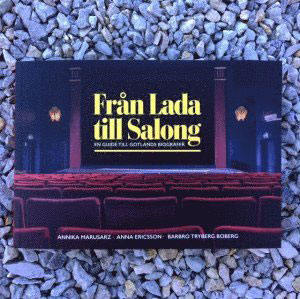 Från Lada
till Salong
EN GUIDE TILL GOTLANDS BIOGRAFER
ANNIKA MARUSARZ · ANNA ERICSSON · BARBRO TRYBERG BOBERG